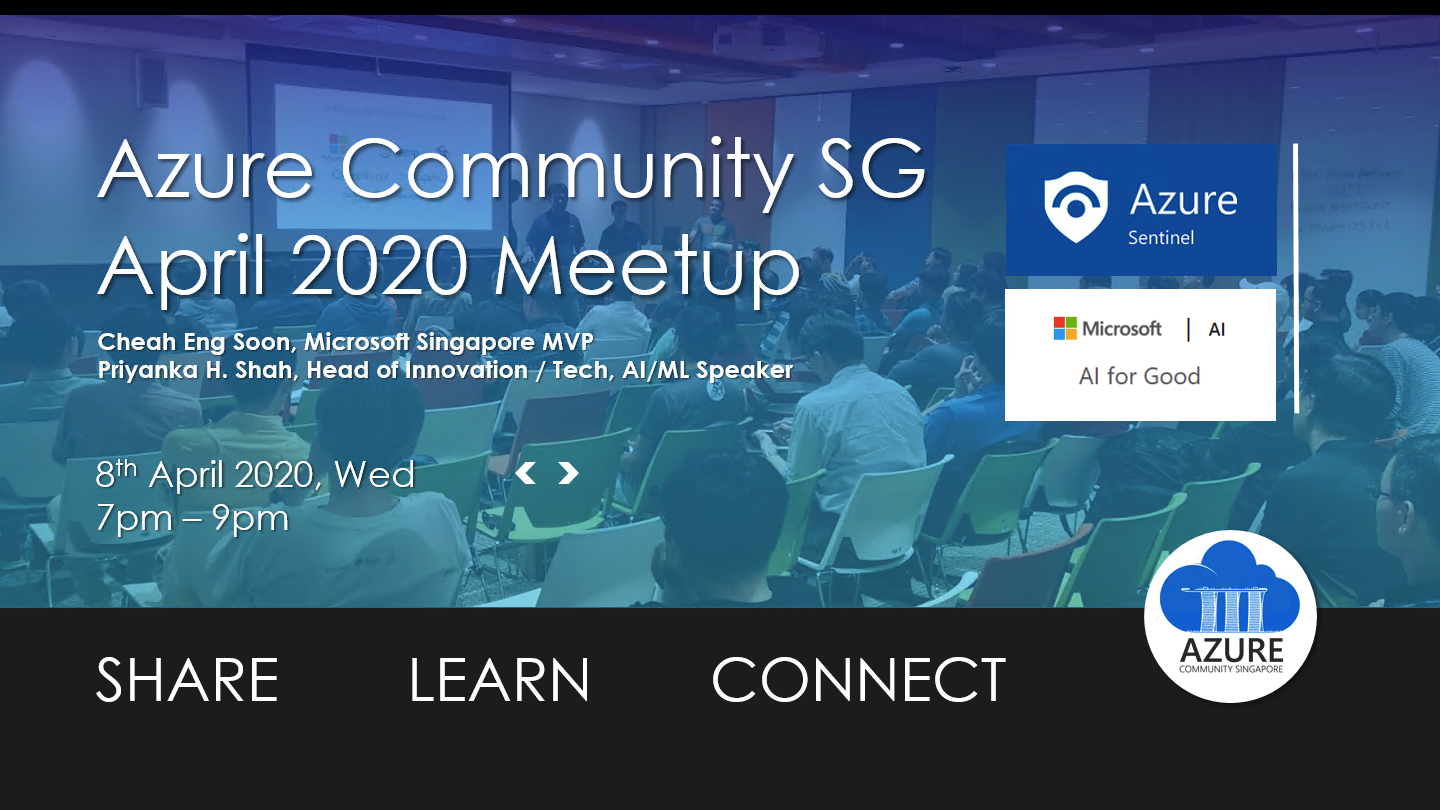 Azure Community SG
April 2020 Meetup
Cheah Eng Soon, Microsoft Singapore MVP
Priyanka H. Shah, Head of Innovation / Tech, AI/ML Speaker
8th April 2020, Wed
7pm – 9pm
Azure
Sentinel
Microsoft | AI
AI for Good
SHARE LEARN CONNECT
AZURE
COMMUNITY SINGAPORE